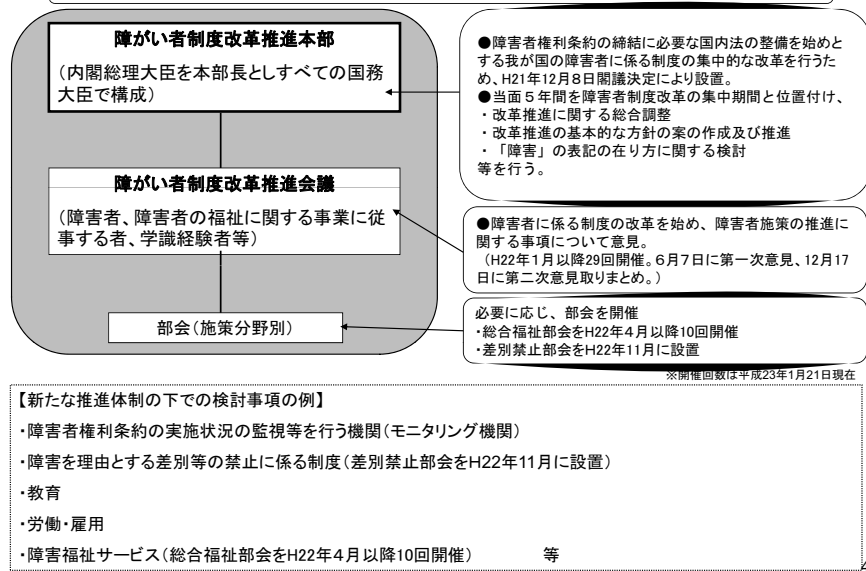 障がい者制度改革推進本部
(内閣総理大臣を本部長としすべての国務
大臣で構成)
●障害者権利条約の締結に必要な国内法の整備を始めと
する我が国の障害者に係る制度の集中的な改革を行うた
め、H21年12月8日閣議決定により設置。
●当面5年間を障害者制度改革の集中期間と位置付け、
・改革推進に関する総合調整
・改革推進の基本的な方針の案の作成及び推進
・「障害」の表記の在り方に関する検討
等を行う。
障がい者制度改革推進会議
(障害者、障害者の福祉に関する事業に従
事する者、学識経験者等)
●障害者に係る制度の改革を始め、障害者施策の推進に
関する事項について意見。
(H22年1月以降29回開催。6月7日に第一次意見、12月17
日に第二次意見取りまとめ。)
部会(施策分野別)
必要に応じ、部会を開催
・総合福祉部会をH22年4月以降10回開催
・差別禁止部会をH22年11月に設置
※開催回数は平成23年1月21日現在
【新たな推進体制の下での検討事項の例】
・障害者権利条約の実施状況の監視等を行う機関(モニタリング機関)
・障害を理由とする差別等の禁止に係る制度(差別禁止部会をH22年11月に設置)
・教育
・労働・雇用
・障害福祉サービス(総合福祉部会をH22年4月以降10回開催) 等